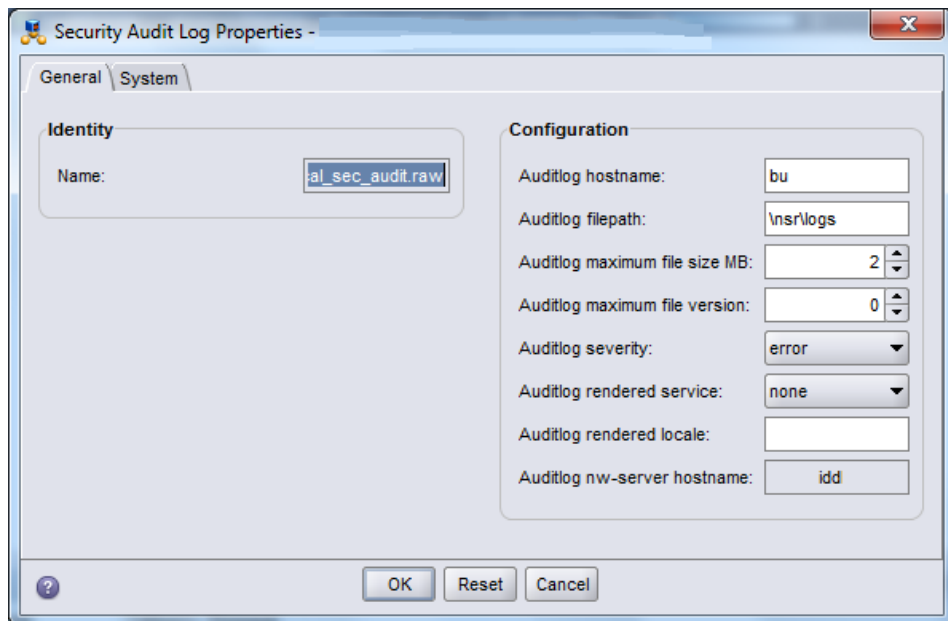 Security Audit Log Properties -
General
System
Identity
Name:
al_sec_audit.raw
Configuration
Auditlog hostname:
bu
Auditlog filepath:
\nsr\logs
Auditlog maximum file size MB:
2
Auditlog maximum file version:
0
Auditlog severity:
error
Auditlog rendered service:
none
Auditlog rendered locale:
Auditlog nw-server hostname:
idd
?
OK
Reset
Cancel